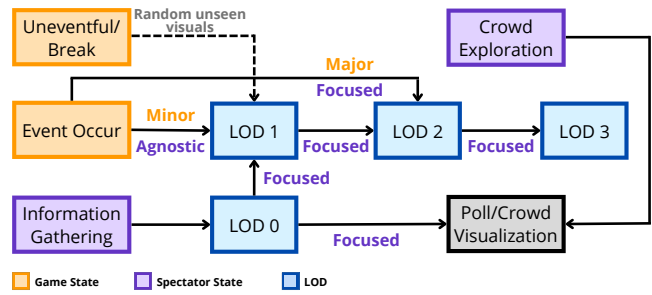 Uneventful/
Break
Random unseen
visuals
Crowd
Exploration
Major
Focused
Event Occur
Minor
Agnostic
LOD 1
Focused
LOD 2
Focused
LOD 3
Focused
Information
Gathering
LOD 0
Focused
Poll/Crowd
Visualization
Game State
Spectator State
LOD